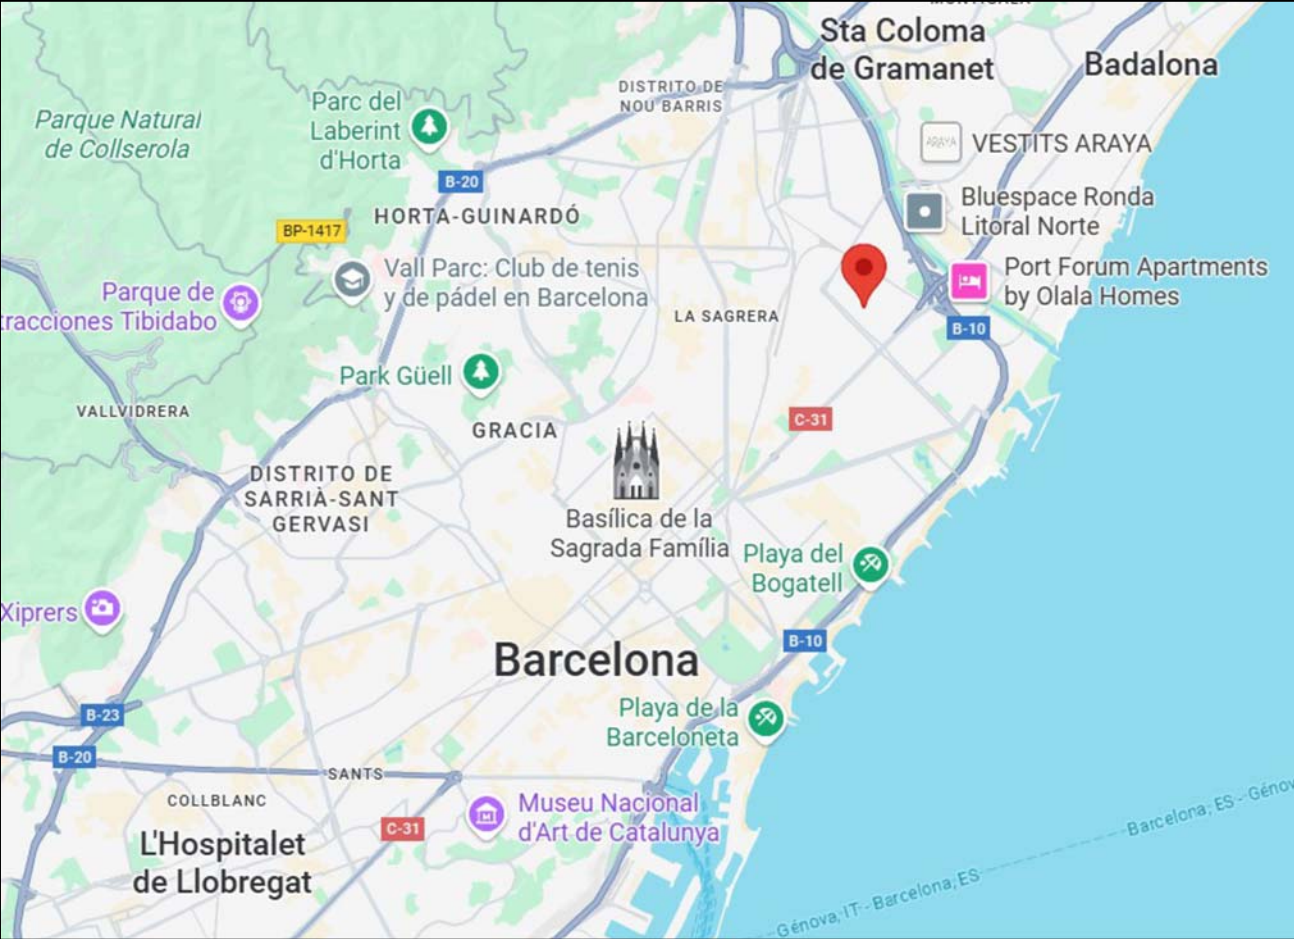 Sta Coloma
de Gramanet
Badalona
DISTRITO DE
NOU BARRIS
Parc del
Laberint
d'Horta
Parque Natural
de Collserola
ARAYA
VESTITS ARAYA
B-20
Bluespace Ronda
Litoral Norte
HORTA-GUINARDÓ
BP-1417
Vall Parc: Club de tenis
y de pádel en Barcelona
Port Forum Apartments
by Olala Homes
Parque de
tracciones Tibidabo
LA SAGRERA
B-10
Park Güell
VALLVIDRERA
C-31
GRACIA
DISTRITO DE
SARRIÀ-SANT
GERVASI
Basílica de la
Sagrada Família
Playa del
Bogatell
Xiprers
B-10
Barcelona
B-23
Playa de la
Barceloneta
B-20
SANTS
COLLBLANC
Museu Nacional
d'Art de Catalunya
C-31
L'Hospitalet
de Llobregat
Barcelona, ES - Génov
Génova, IT - Barcelona, ES